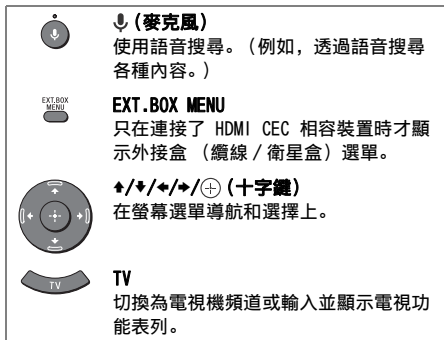 (麥克風)
使用語音搜尋。(例如，透過語音搜尋
各種內容。)
EXT.BOX
MENU
EXT.BOX MENU
只在連接了 HDMI CEC 相容裝置時才顯
示外接盒 (纜線/衛星盒) 選單。
↑/↓/←/→/⊕ (十字鍵)
在螢幕選單導航和選擇上。
TV
TV
切換為電視機頻道或輸入並顯示電視功
能表列。